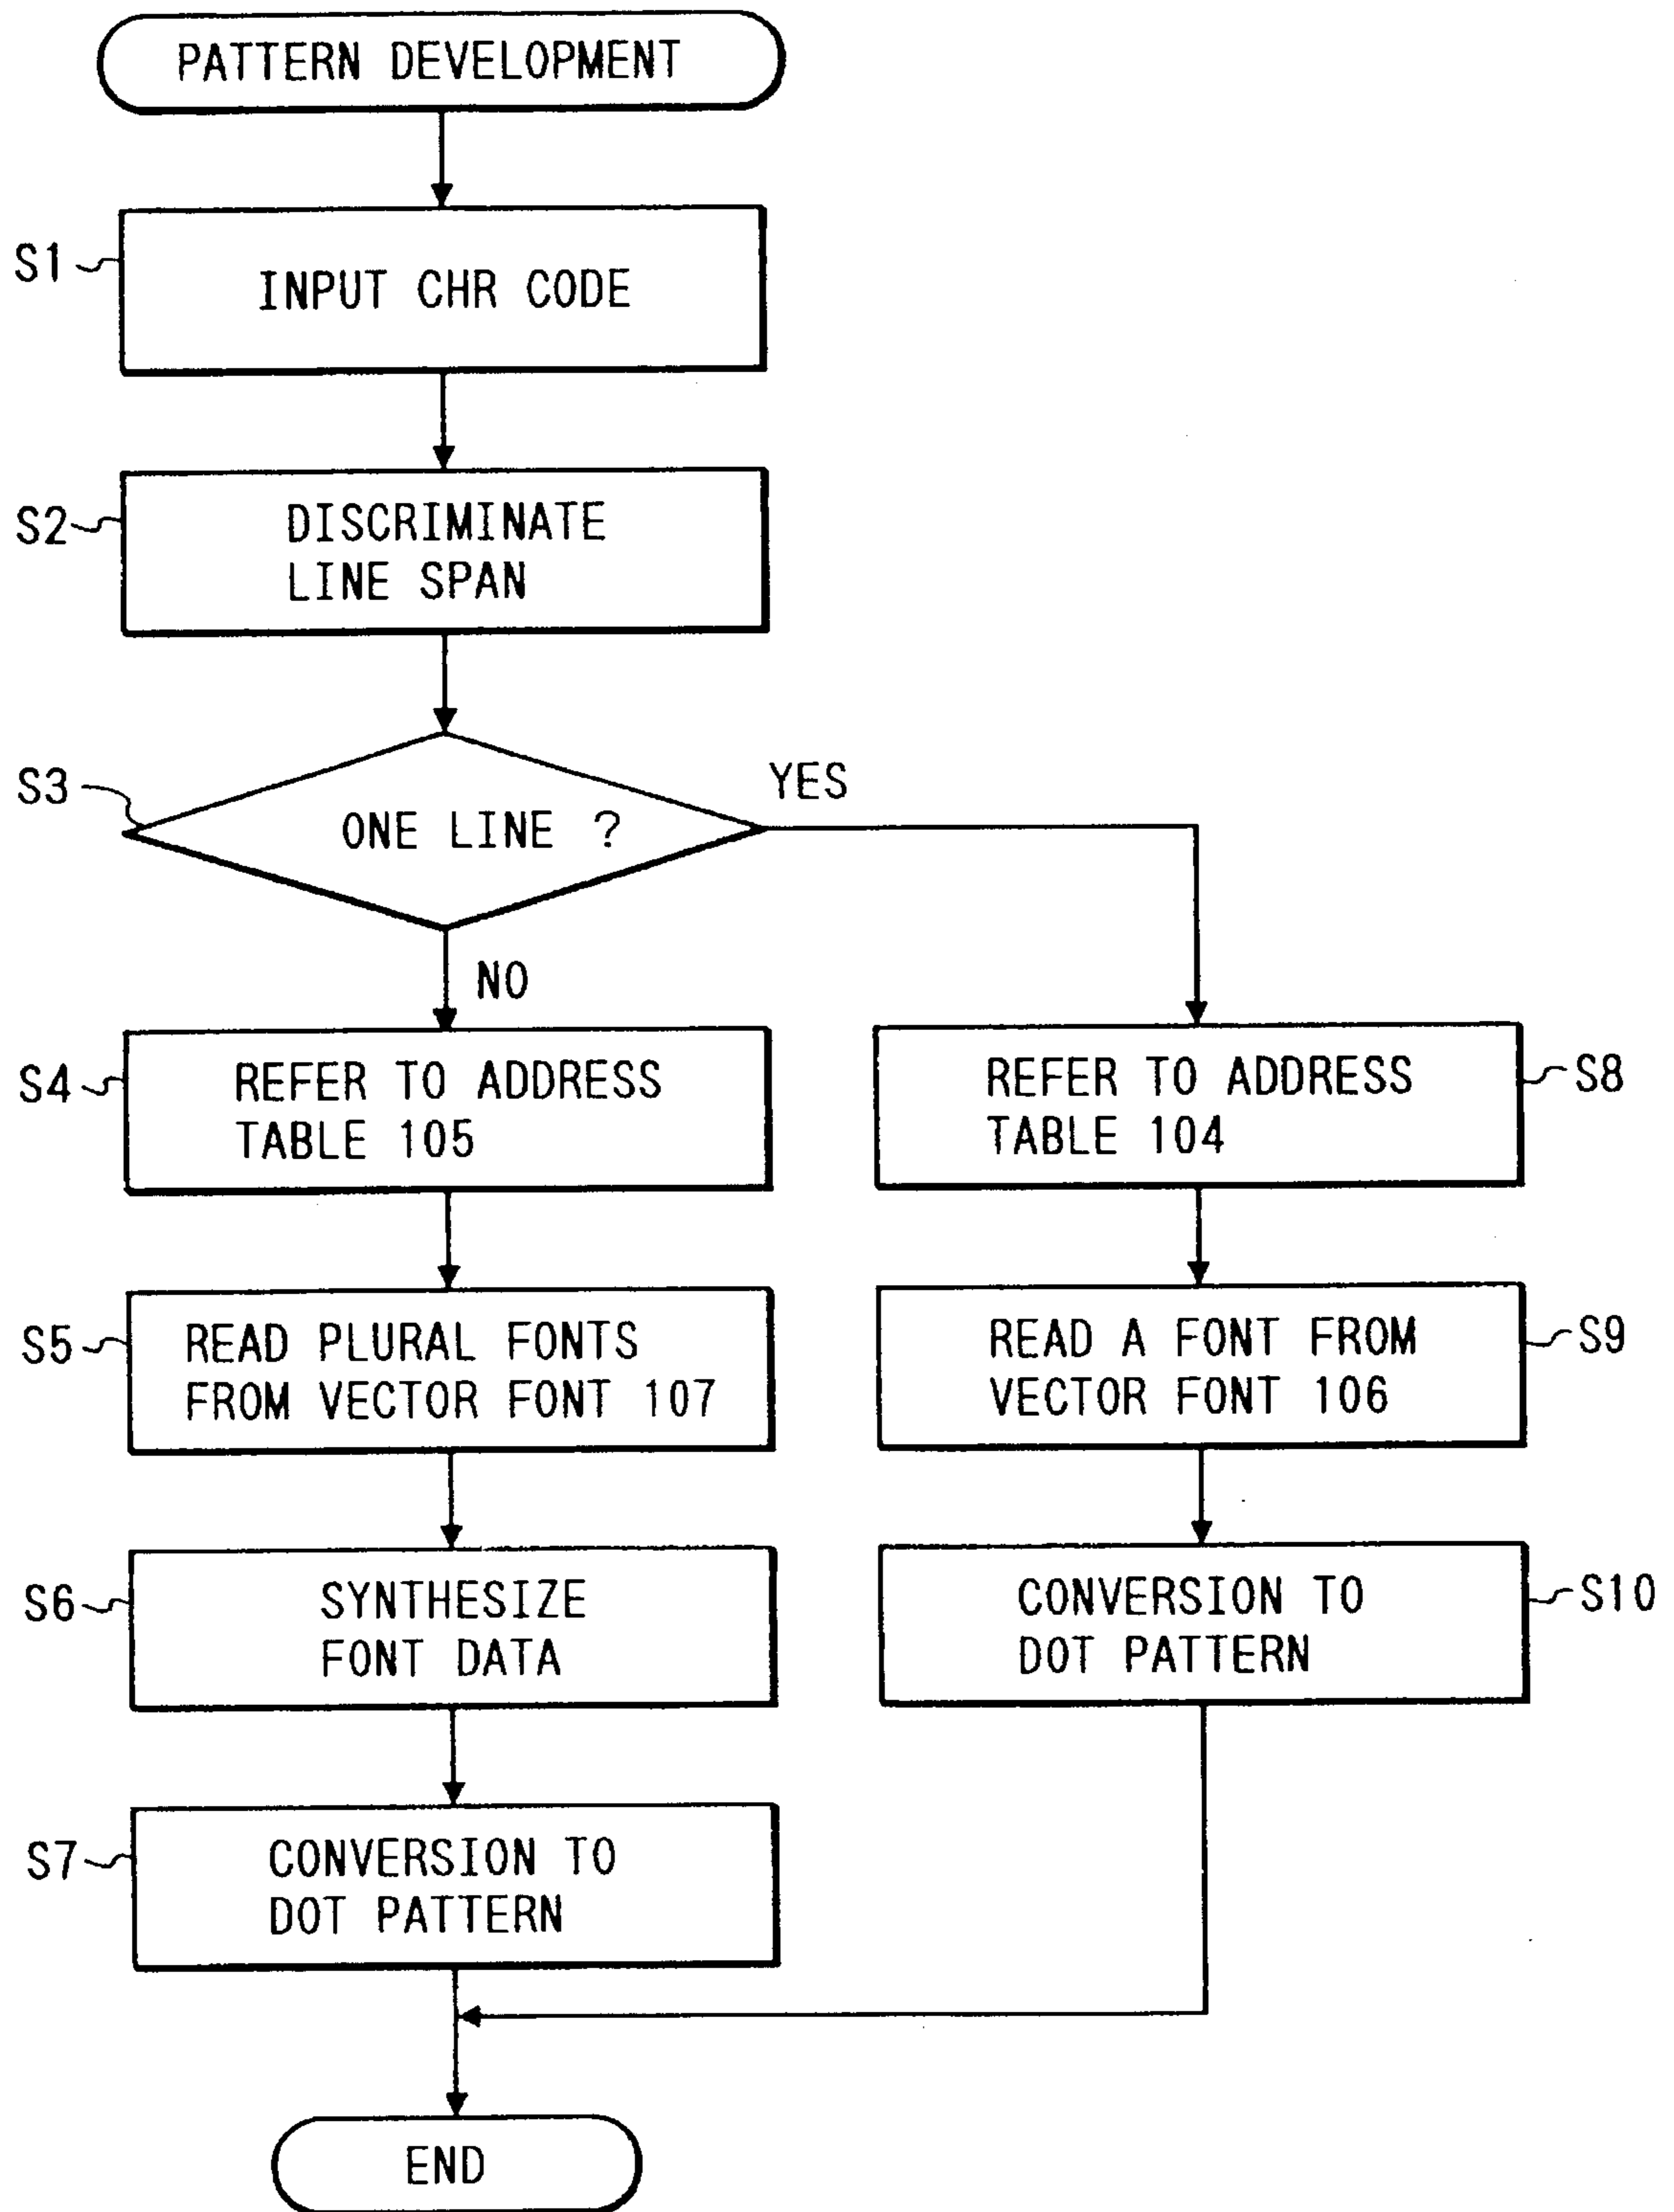 PATTERN DEVELOPMENT
S1
INPUT CHR CODE
S2
DISCRIMINATE
LINE SPAN
S3
ONE LINE ?
YES
NO
S4
REFER TO ADDRESS
TABLE 105
S8
REFER TO ADDRESS
TABLE 104
S5
READ PLURAL FONTS
FROM VECTOR FONT 107
S9
READ A FONT FROM
VECTOR FONT 106
S6
SYNTHESIZE
FONT DATA
S10
CONVERSION TO
DOT PATTERN
S7
CONVERSION TO
DOT PATTERN
END